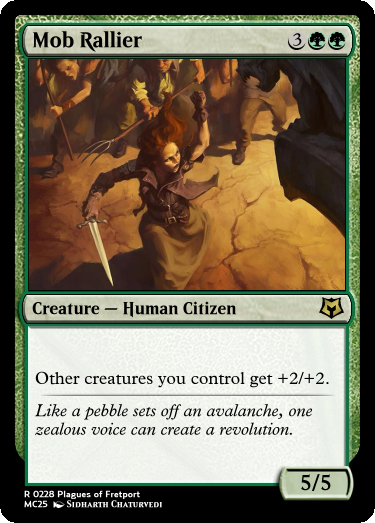 Mob Rallier 3
Creature — Human Citizen
Other creatures you control get +2/+2.
Like a pebble sets off an avalanche, one
zealous voice can create a revolution.
5/5
R 0228 Plagues of Fretport
MC25 Sidharth Chaturvedi